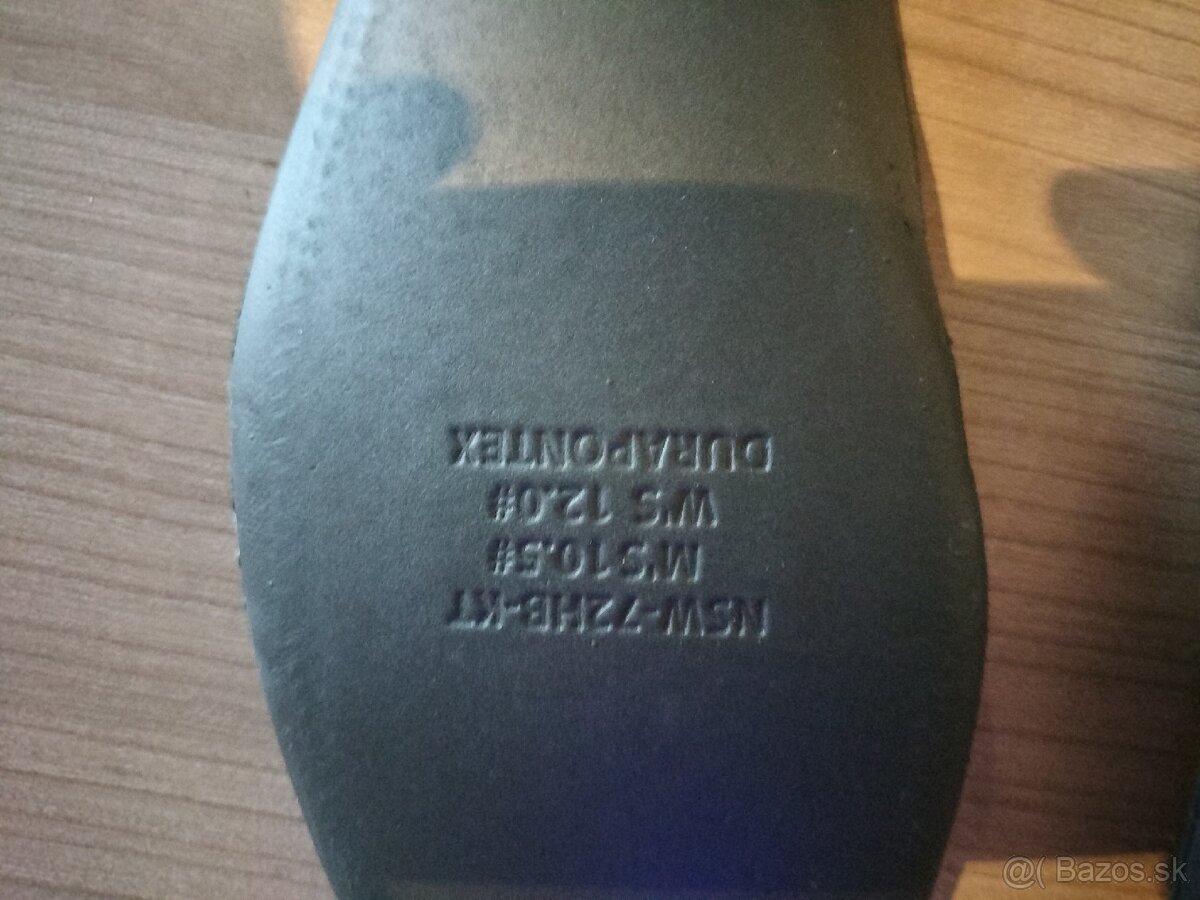 NSW-72HB-KT
M'S 10.5#
W'S 12.0#
DURAPONTEX
@( Bazos.sk